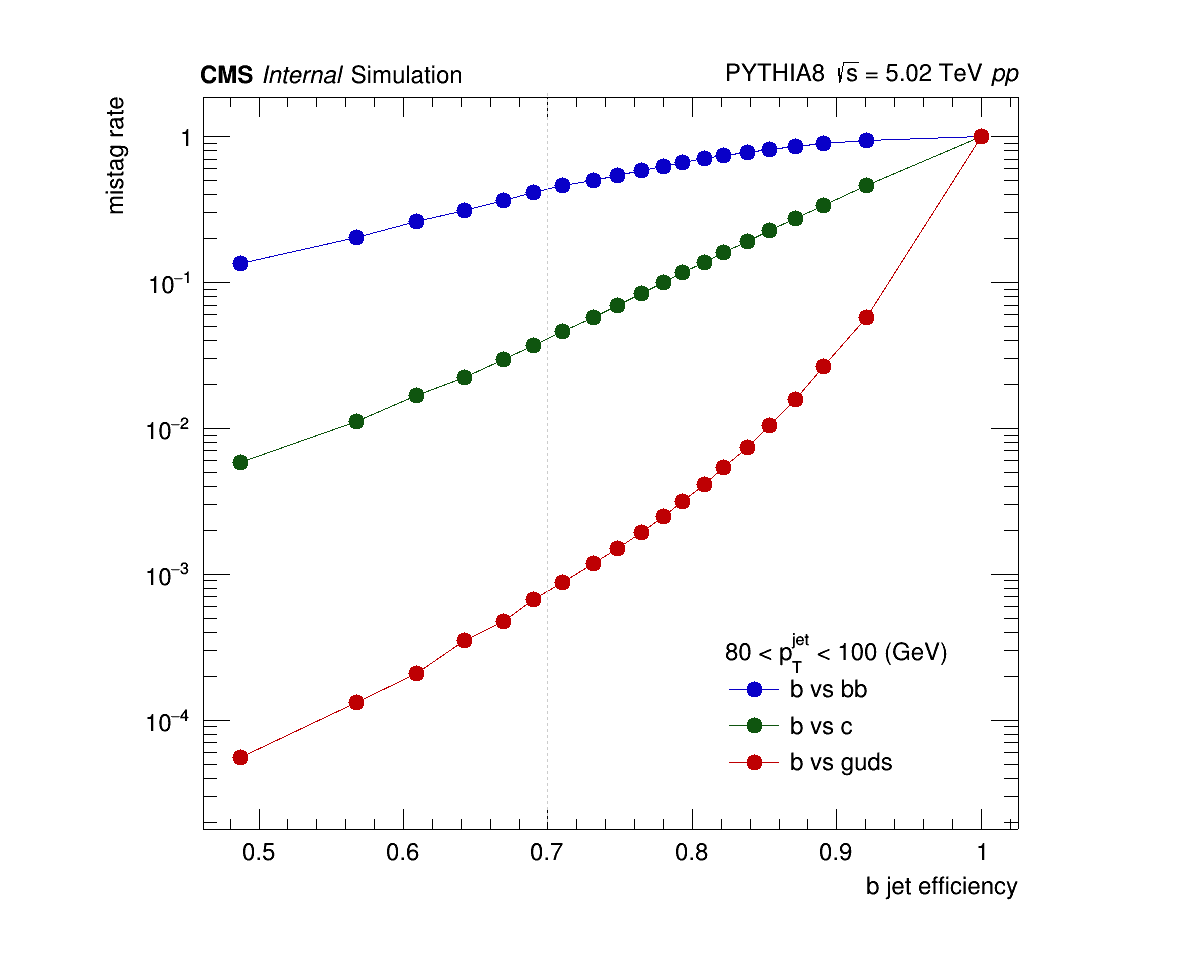 CMS Internal Simulation PYTHIA8 √s = 5.02 TeV pp
mistag rate
1
10⁻¹
10⁻²
10⁻³
10⁻⁴
80 < p_T^jet < 100 (GeV)
b vs bb
b vs c
b vs guds
0.5 0.6 0.7 0.8 0.9 1
b jet efficiency